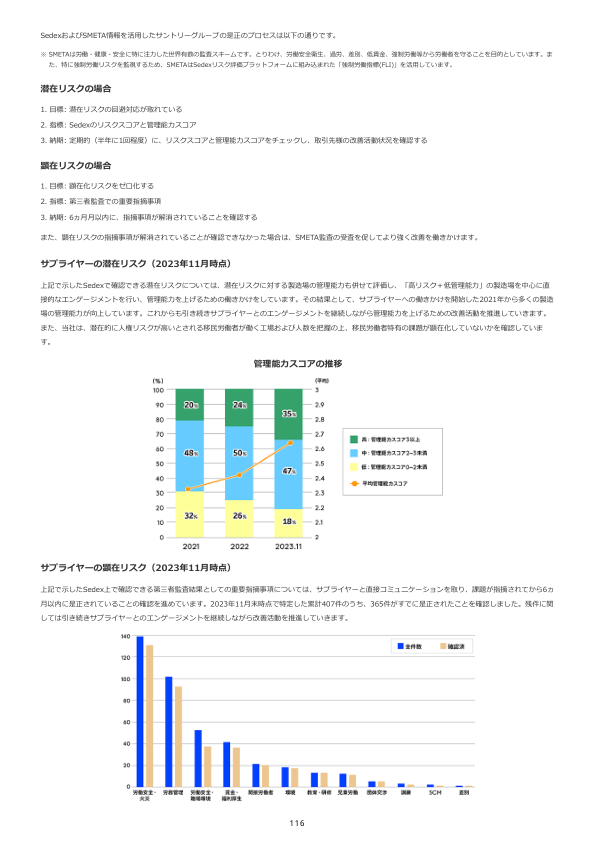 SedexおよびSMETA情報を活用したサントリーグループの是正のプロセスは以下の通りです。
※ SMETAは労働・健康・安全に特に注力した世界有数の監査スキームです。とりわけ、労働安全衛生、過労、差別、低賃金、強制労働等から労働者を守ることを目的としています。ま
た、特に強制労働リスクを監視するため、SMETAはSedexリスク評価プラットフォームに組み込まれた「強制労働指標(FLI)」を活用しています。
潜在リスクの場合
1. 目標: 潜在リスクの回避対応が取れている
2. 指標: Sedexのリスクスコアと管理能力スコア
3. 納期: 定期的（半年に1回程度）に、リスクスコアと管理能力スコアをチェックし、取引先様の改善活動状況を確認する
顕在リスクの場合
1. 目標: 顕在化リスクをゼロ化する
2. 指標: 第三者監査での重要指摘事項
3. 納期: 6ヵ月月以内に、指摘事項が解消されていることを確認する
また、顕在リスクの指摘事項が解消されていることが確認できなかった場合は、SMETA監査の受査を促してより強く改善を働きかけます。
サプライヤーの潜在リスク（2023年11月時点）
上記で示したSedexで確認できる潜在リスクについては、潜在リスクに対する製造場の管理能力も併せて評価し、「高リスク＋低管理能力」の製造場を中心に直
接的なエンゲージメントを行い、管理能力を上げるための働きかけをしています。その結果として、サプライヤーへの働きかけを開始した2021年から多くの製造
場の管理能力が向上しています。これからも引き続きサプライヤーとのエンゲージメントを継続しながら管理能力を上げるための改善活動を推進していきます。
また、当社は、潜在的に人権リスクが高いとされる移民労働者が働く工場および人数を把握の上、移民労働者特有の課題が顕在化していないかを確認していま
す。
管理能力スコアの推移
(%) (平均)
100 3
90 2.9
80 2.8
70 2.7
60 2.6
50 2.5
40 2.4
30 2.3
20 2.2
10 2.1
0 2
20% 24% 35%
48% 50% 47%
32% 26% 18%
2021 2022 2023.11
高：管理能力スコア3以上
中：管理能力スコア2~3未満
低：管理能力スコア0~2未満
平均管理能力スコア
サプライヤーの顕在リスク（2023年11月時点）
上記で示したSedex上で確認できる第三者監査結果としての重要指摘事項については、サプライヤーと直接コミュニケーションを取り、課題が指摘されてから6ヵ
月以内に是正されていることの確認を進めています。2023年11月末時点で特定した累計407件のうち、365件がすでに是正されたことを確認しました。残件に関
しては引き続きサプライヤーとのエンゲージメントを継続しながら改善活動を推進していきます。
全件数 確認済
140
120
100
80
60
40
20
0
労働安全・火災 労務管理 労働安全・職場環境 賃金・福利厚生 間接労働者 環境 教育・研修 児童労働 団体交渉 訓練 SCM 差別
116